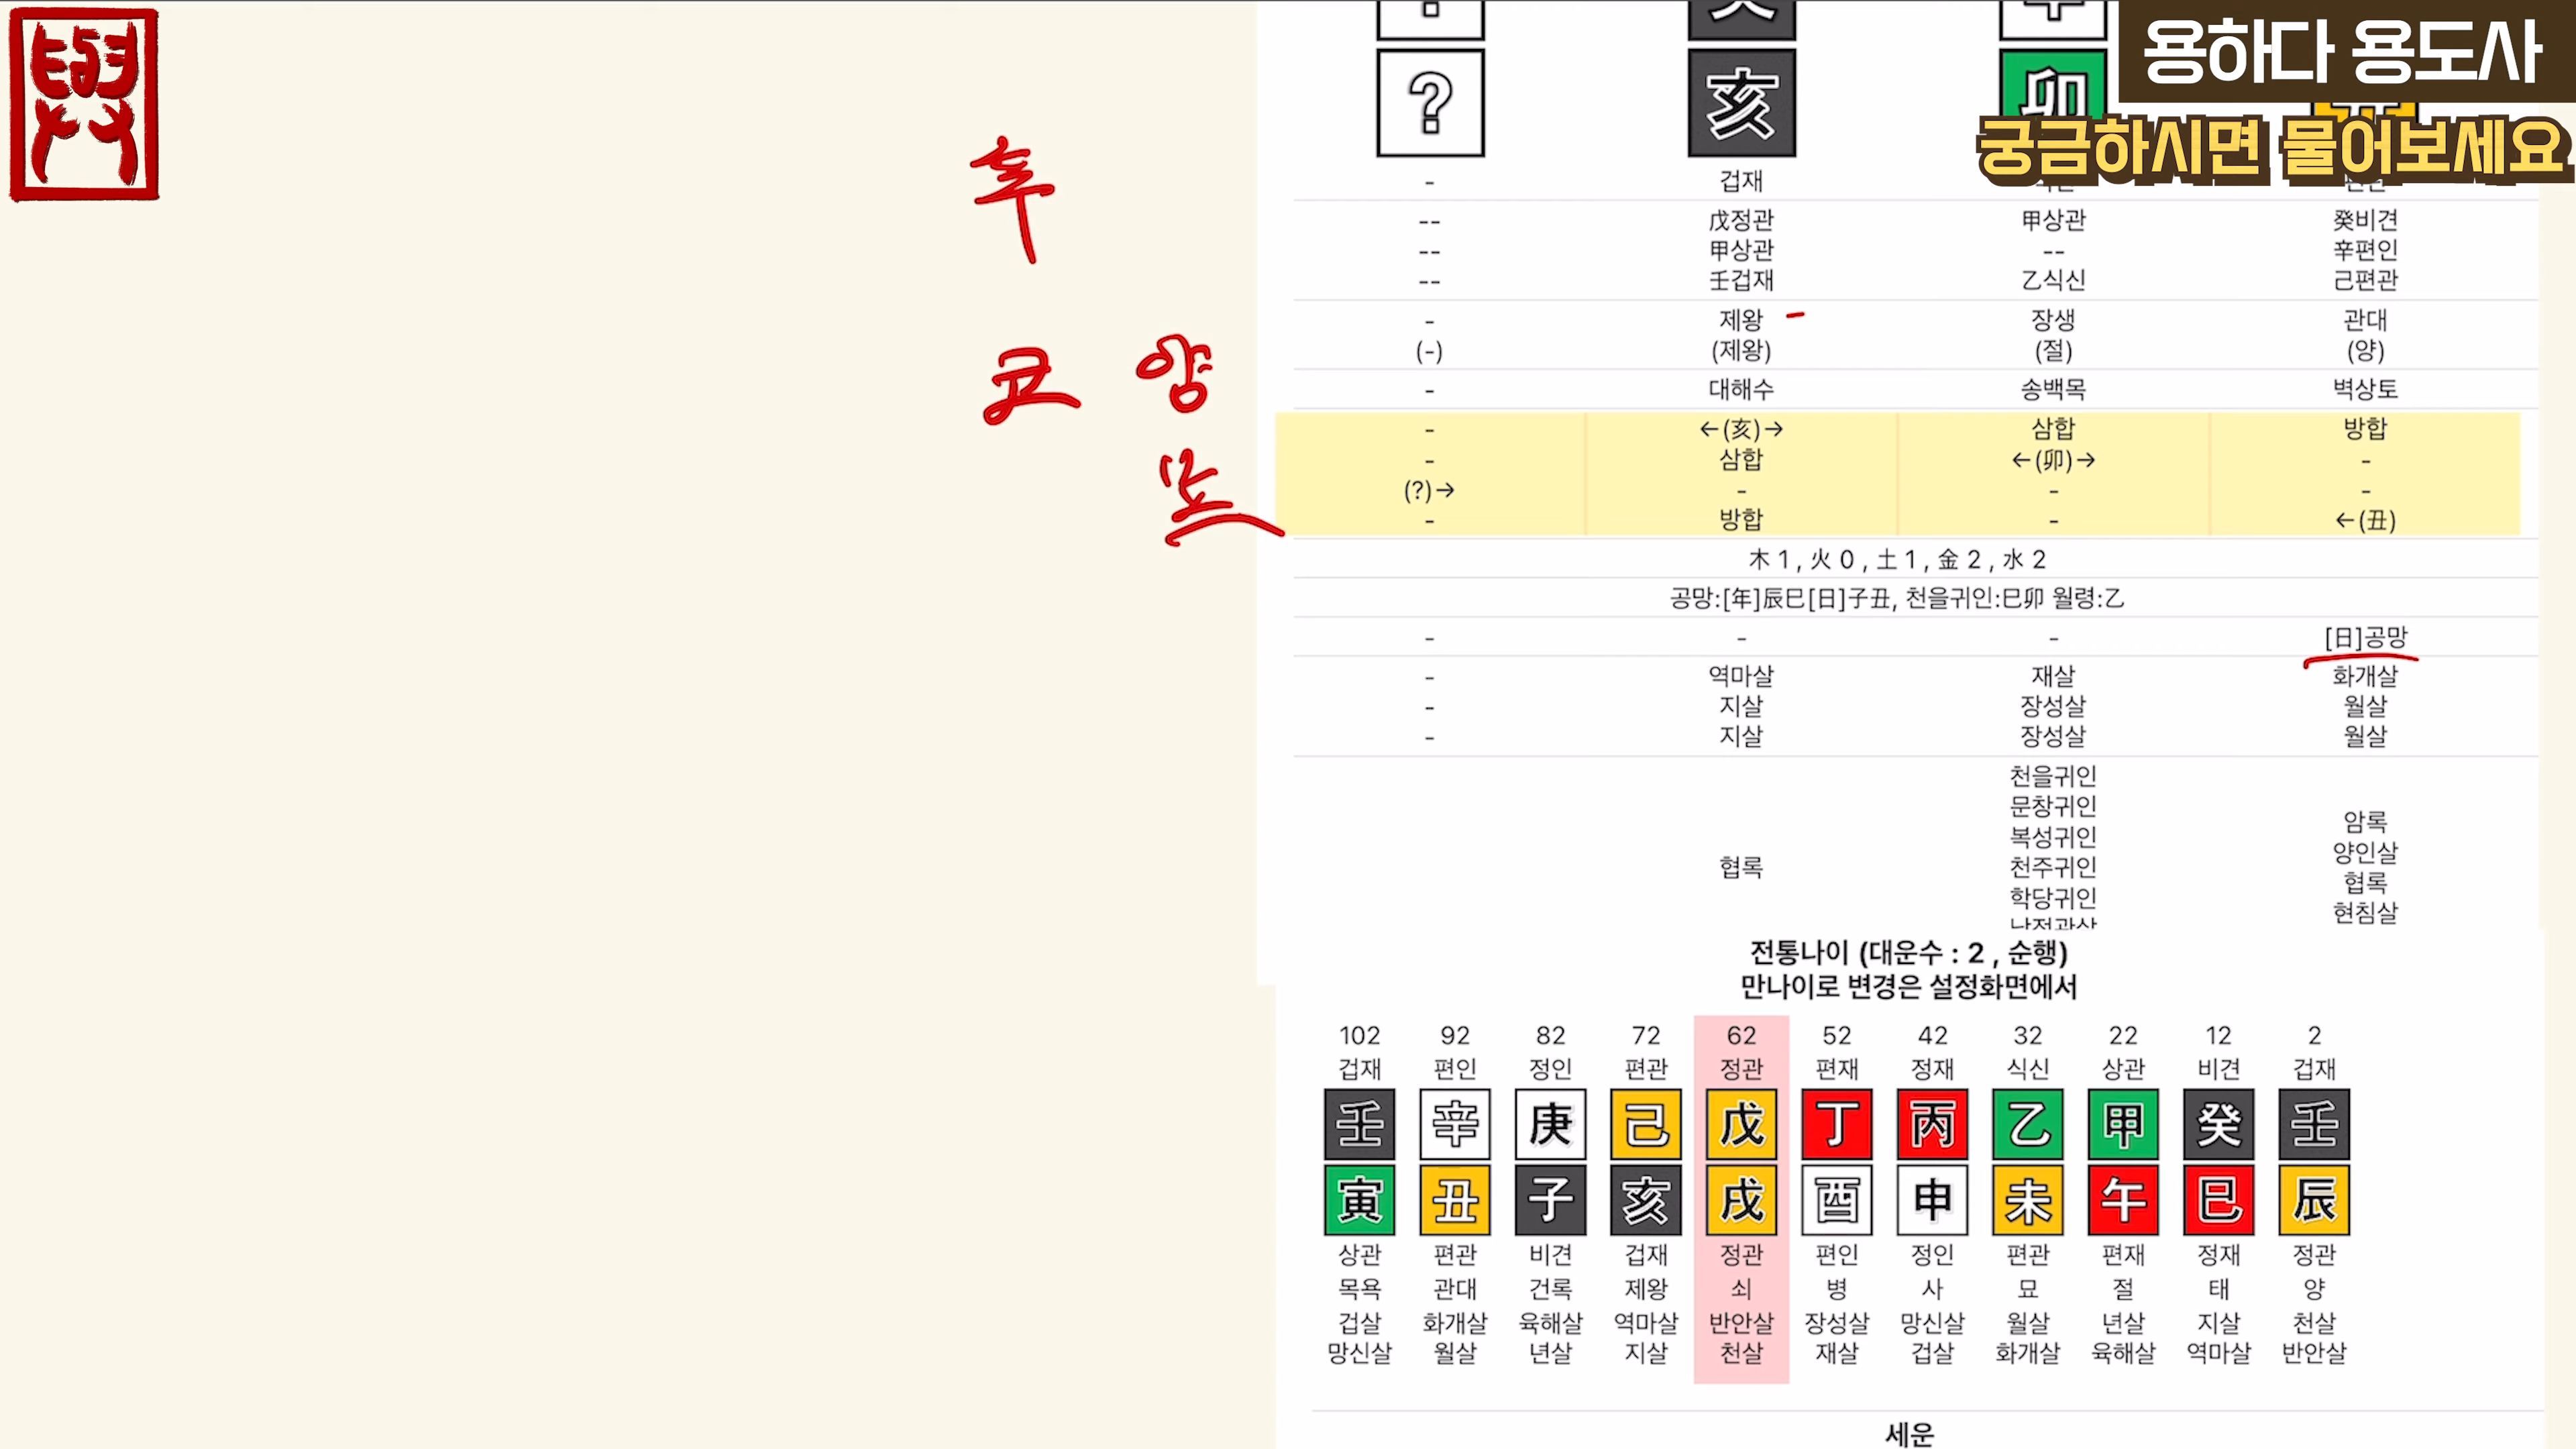 용하다 용도사
궁금하시면 물어보세요
辛
丑 양
묘
? 亥 卯
- 겁재
-- 戊정관 甲상관 癸비견
-- 甲상관 -- 辛편인
-- 壬겁재 乙식신 己편관
- 제왕 장생 관대
(-) (제왕) (절) (양)
- 대해수 송백목 벽상토
- ←(亥)→ 삼합 방합
- 삼합 ←(卯)→ -
(?)→ - - -
- 방합 - ←(丑)
木 1 , 火 0 , 土 1 , 金 2 , 水 2
공망:[年]辰巳[日]子丑, 천을귀인:巳卯 월령:乙
- - - [日]공망
- 역마살 재살 화개살
- 지살 장성살 월살
- 지살 장성살 월살
협록
천을귀인
문창귀인
복성귀인
천주귀인
학당귀인
암록
양인살
협록
현침살
전통나이 (대운수 : 2 , 순행)
만나이로 변경은 설정화면에서
102 92 82 72 62 52 42 32 22 12 2
겁재 편인 정인 편관 정관 편재 정재 식신 상관 비견 겁재
壬 辛 庚 己 戊 丁 丙 乙 甲 癸 壬
寅 丑 子 亥 戌 酉 申 未 午 巳 辰
상관 편관 비견 겁재 정관 편인 정인 편관 편재 정재 정관
목욕 관대 건록 제왕 쇠 병 사 묘 절 태 양
겁살 화개살 육해살 역마살 반안살 장성살 망신살 월살 년살 지살 천살
망신살 월살 년살 지살 천살 재살 겁살 화개살 육해살 역마살 반안살
세운